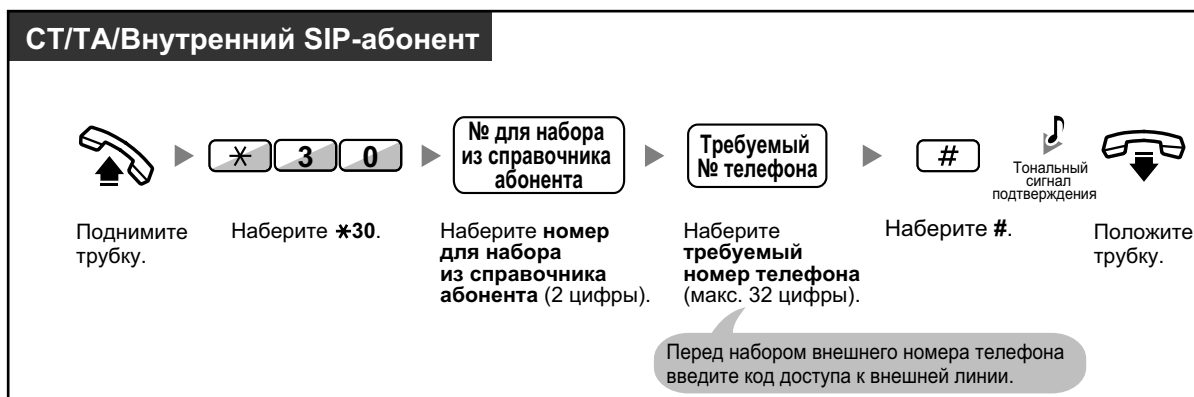 СТ/ТА/Внутренний SIP-абонент
✳ 3 0
№ для набора
из справочника
абонента
Требуемый
№ телефона
#
Тональный
сигнал
подтверждения
Поднимите
трубку.
Наберите ✳30.
Наберите номер
для набора
из справочника
абонента (2 цифры).
Наберите
требуемый
номер телефона
(макс. 32 цифры).
Наберите #.
Положите
трубку.
Перед набором внешнего номера телефона
введите код доступа к внешней линии.